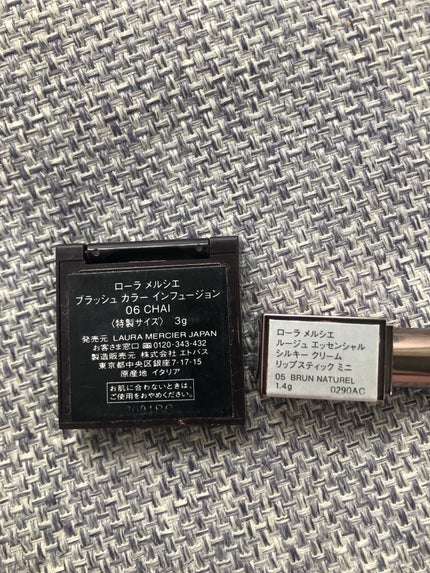 ローラ メルシエ
ブラッシュ カラー インフュージョン
06 CHAI
〈特製サイズ〉 3g
発売元 LAURA MERCIER JAPAN
お客さま窓口 0120-343-432
製造販売元 株式会社 エトバス
東京都中央区銀座7-17-15
原産地 イタリア
お肌に合わないときは、
ご使用をおやめください。
ローラ メルシエ
ルージュ エッセンシャル
シルキー クリーム
リップスティック ミニ
05 BRUN NATUREL
1.4g 0290AC